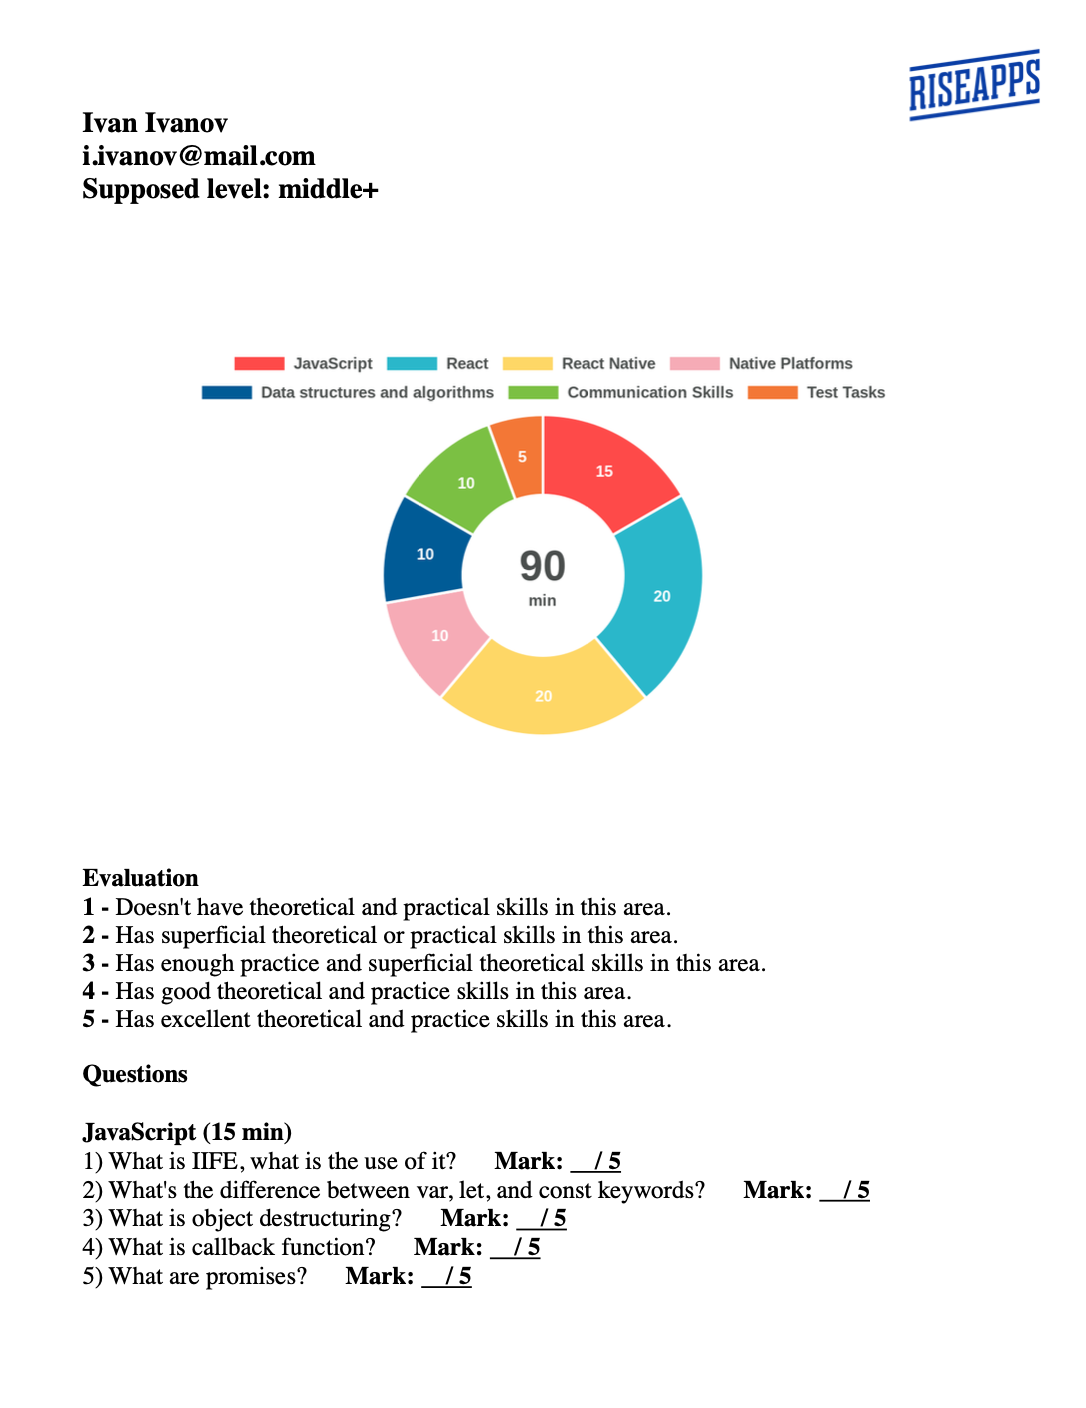 RISEAPPS
Ivan Ivanov
i.ivanov@mail.com
Supposed level: middle+
JavaScript React React Native Native Platforms
Data structures and algorithms Communication Skills Test Tasks
5 15
10
10 20
10
20
90
min
Evaluation
1 - Doesn't have theoretical and practical skills in this area.
2 - Has superficial theoretical or practical skills in this area.
3 - Has enough practice and superficial theoretical skills in this area.
4 - Has good theoretical and practice skills in this area.
5 - Has excellent theoretical and practice skills in this area.
Questions
JavaScript (15 min)
1) What is IIFE, what is the use of it? Mark: __/ 5
2) What's the difference between var, let, and const keywords? Mark: __/ 5
3) What is object destructuring? Mark: __/ 5
4) What is callback function? Mark: __/ 5
5) What are promises? Mark: __/ 5